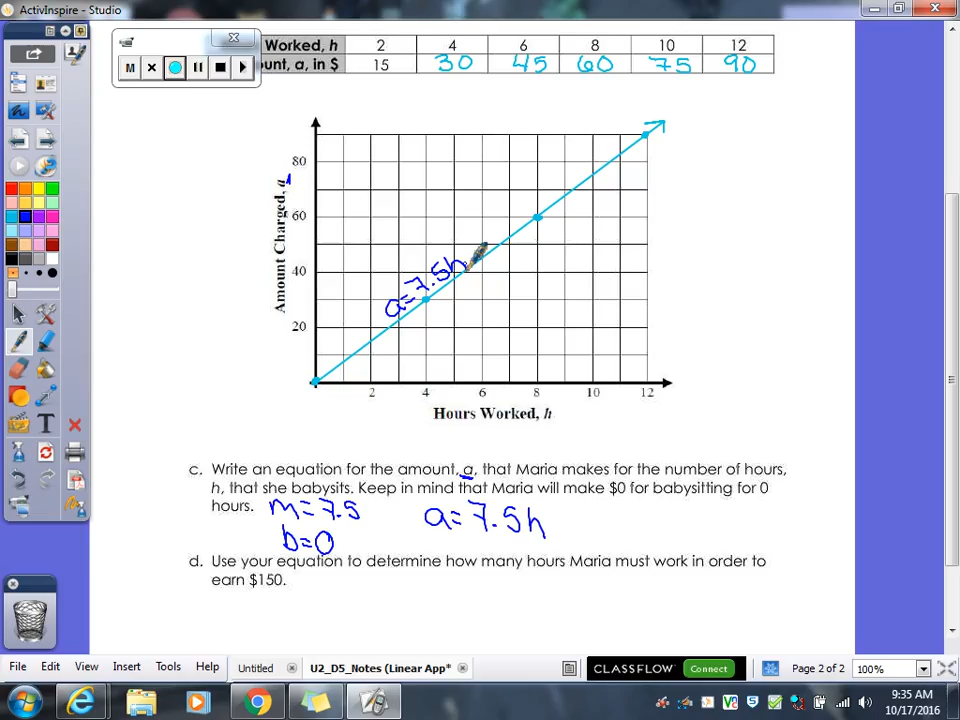 ActivInspire - Studio
Worked, h 2 4 6 8 10 12
ount, a, in $ 15 30 45 60 75 90
M
80
60
40
20
Amount Charged, a
a=7.5h
2 4 6 8 10 12
Hours Worked, h
c. Write an equation for the amount, a, that Maria makes for the number of hours,
h, that she babysits. Keep in mind that Maria will make $0 for babysitting for 0
hours. m=7.5 a=7.5h
b=0
d. Use your equation to determine how many hours Maria must work in order to
earn $150.
File Edit View Insert Tools Help Untitled U2_D5_Notes (Linear App* CLASSFLOW Connect Page 2 of 2 100%
9:35 AM
10/17/2016